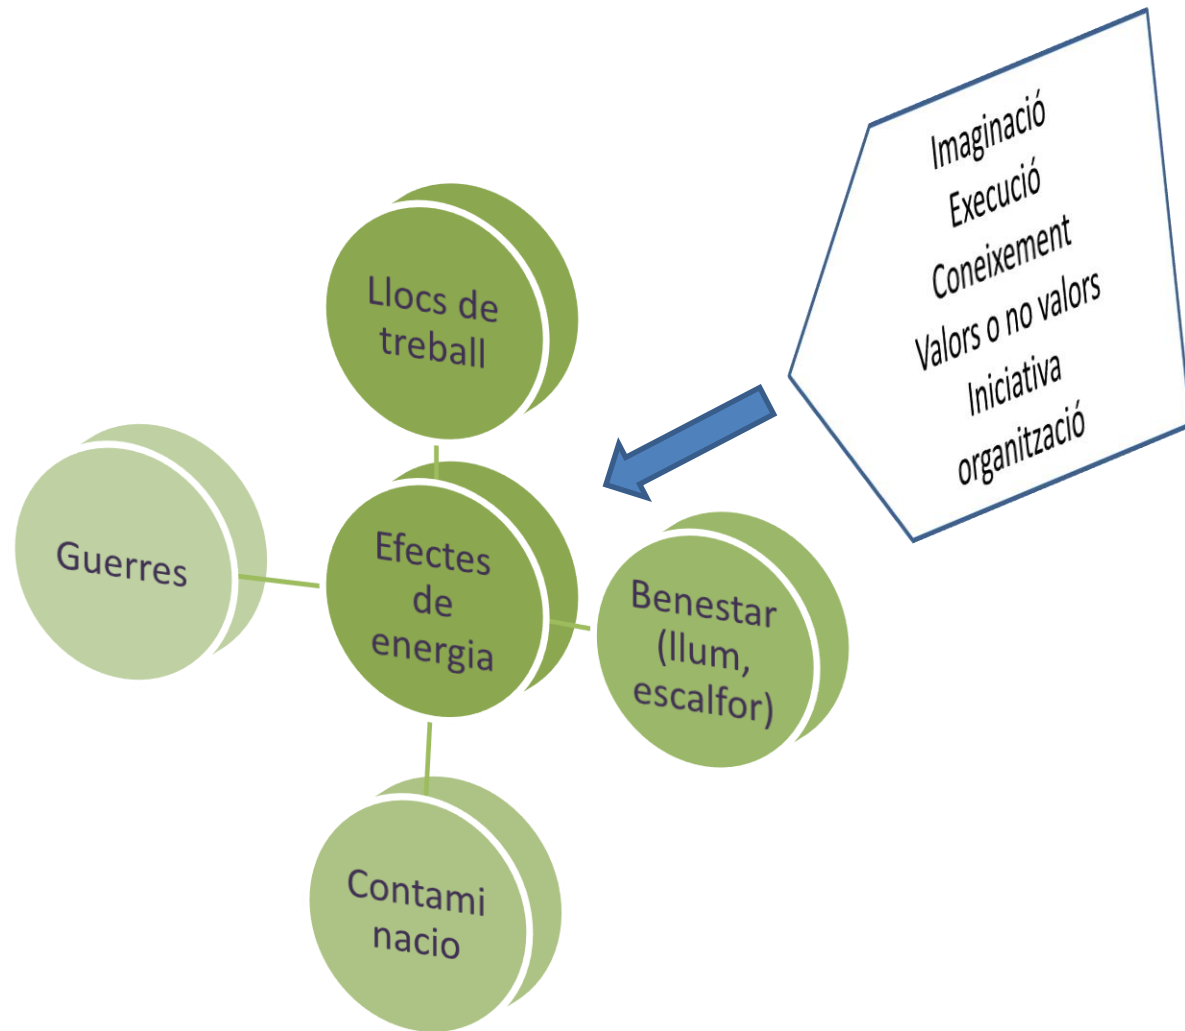 Imaginació
Execució
Coneixement
Valors o no valors
Iniciativa
organització
Llocs de
treball
Guerres
Efectes
de
energia
Benestar
(llum,
escalfor)
Contami
nacio